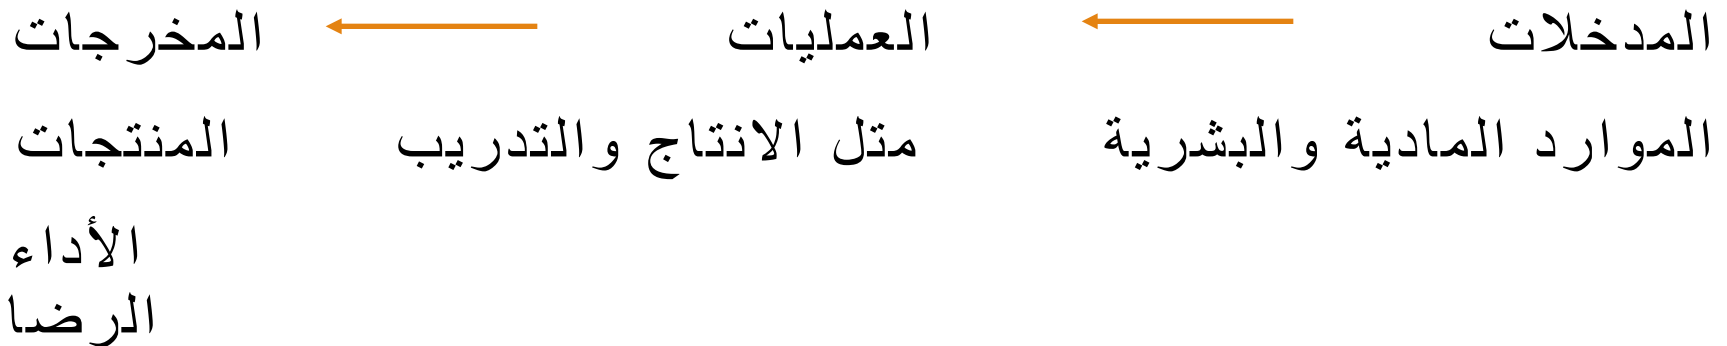 المدخلات العمليات المخرجات
الموارد المادية والبشرية متل الانتاج والتدريب المنتجات
الأداء
الرضا